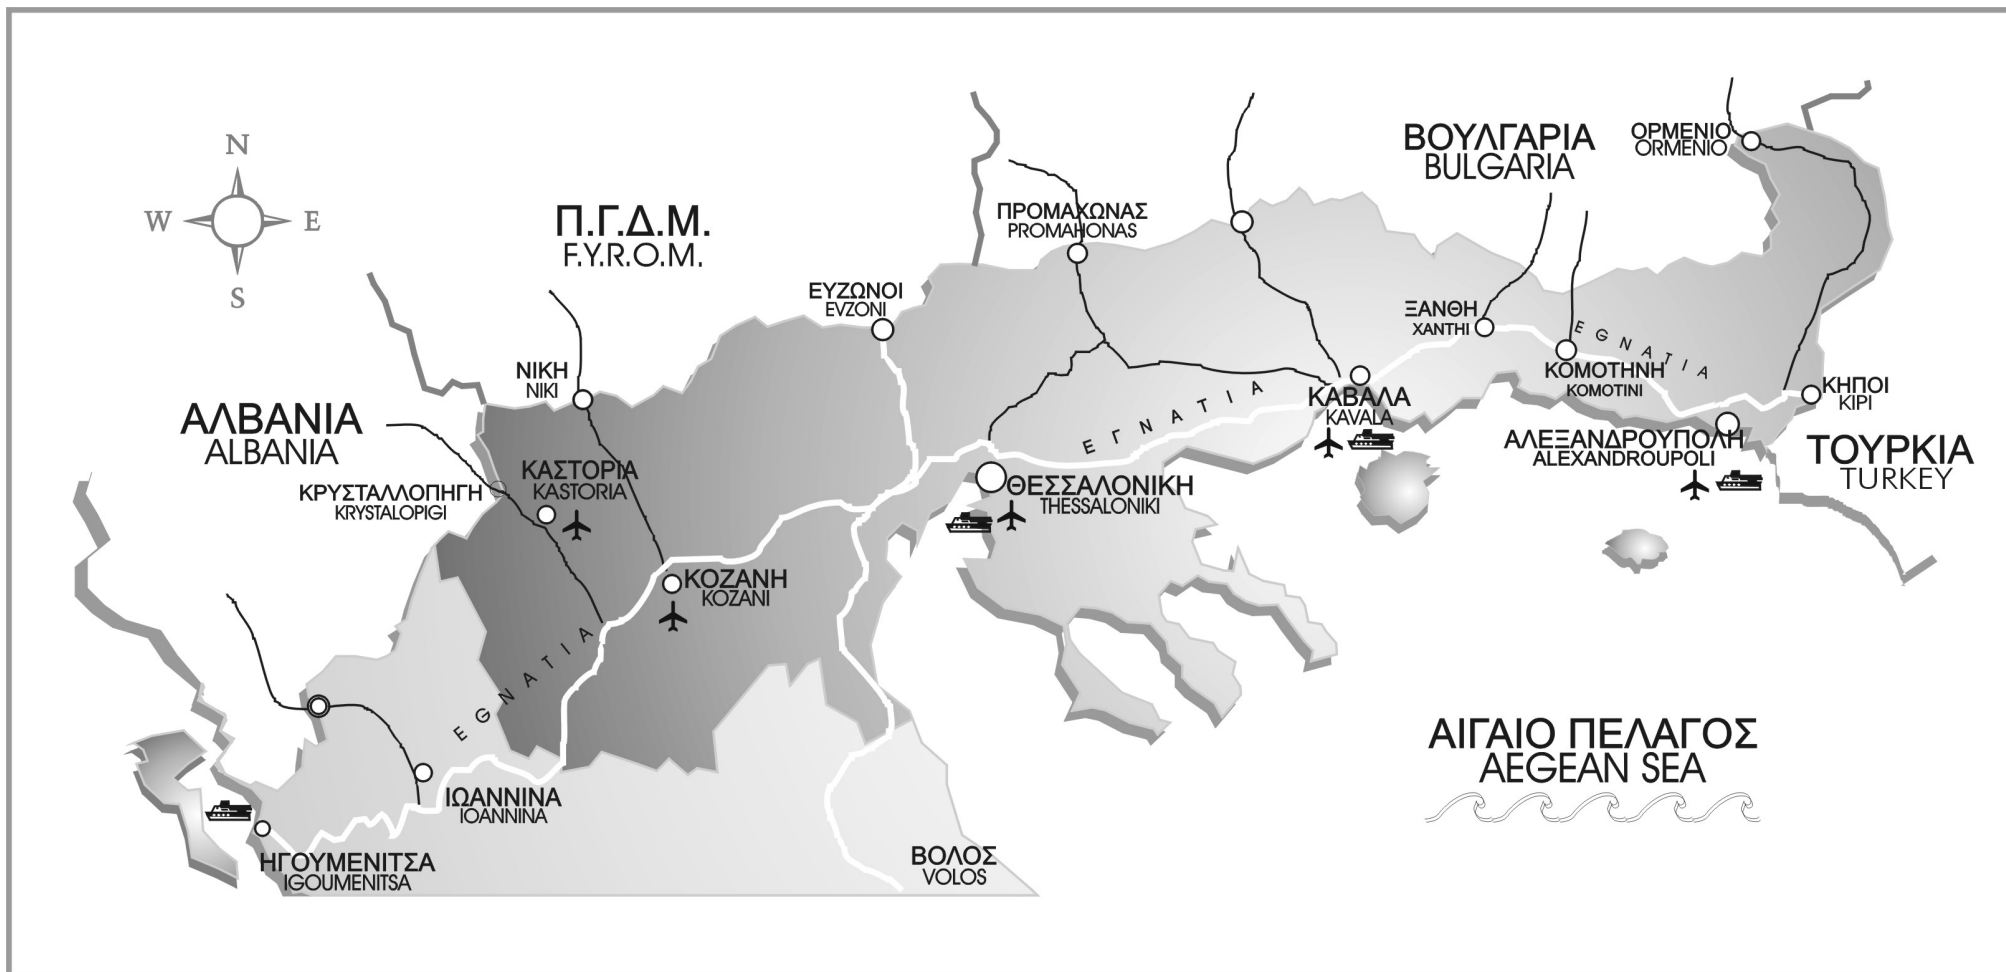 N
W
E
S
Π.Γ.Δ.Μ.
F.Y.R.O.M.
ΒΟΥΛΓΑΡΙΑ
BULGARIA
ΟΡΜΕΝΙΟ
ORMENIO
ΠΡΟΜΑΧΩΝΑΣ
PROMAHONAS
ΕΥΖΩΝΟΙ
EVZONI
ΞΑΝΘΗ
XANTHI
EGNATIA
ΚΟΜΟΤΗΝΗ
KOMOTINI
ΝΙΚΗ
NIKI
ΚΗΠΟΙ
KIPI
ΑΛΒΑΝΙΑ
ALBANIA
ΕΓΝΑΤΙΑ
ΚΑΒΑΛΑ
KAVALA
ΑΛΕΞΑΝΔΡΟΥΠΟΛΗ
ALEXANDROUPOLI
ΤΟΥΡΚΙΑ
TURKEY
ΚΑΣΤΟΡΙΑ
KASTORIA
ΚΡΥΣΤΑΛΛΟΠΗΓΗ
KRYSTALOPIGI
ΘΕΣΣΑΛΟΝΙΚΗ
THESSALONIKI
ΚΟΖΑΝΗ
KOZANI
EGNATIA
ΑΙΓΑΙΟ ΠΕΛΑΓΟΣ
AEGEAN SEA
ΙΩΑΝΝΙΝΑ
IOANNINA
ΗΓΟΥΜΕΝΙΤΣΑ
IGOUMENITSA
ΒΟΛΟΣ
VOLOS